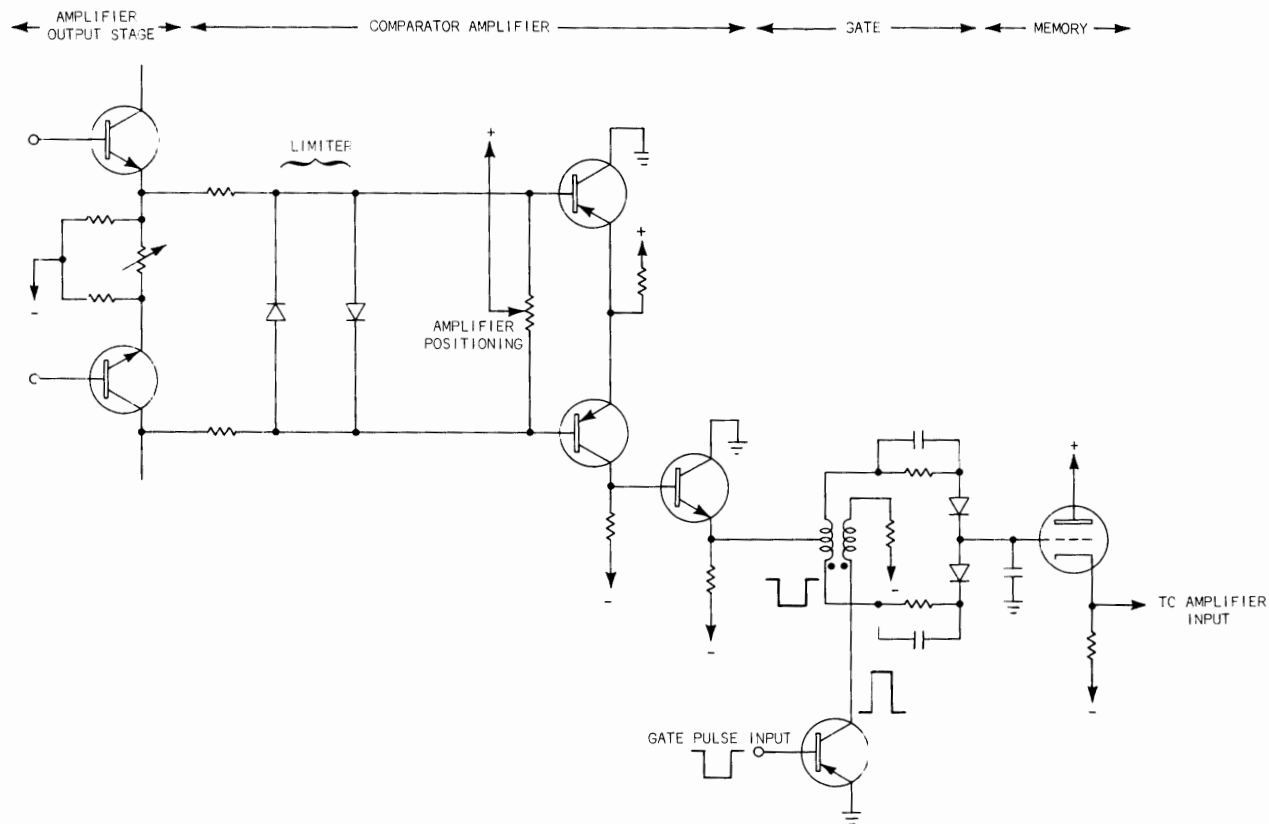 AMPLIFIER
OUTPUT STAGE
COMPARATOR AMPLIFIER
GATE
MEMORY
LIMITER
+
+
-
AMPLIFIER
POSITIONING
+
-
-
-
TC AMPLIFIER
INPUT
-
GATE PULSE INPUT